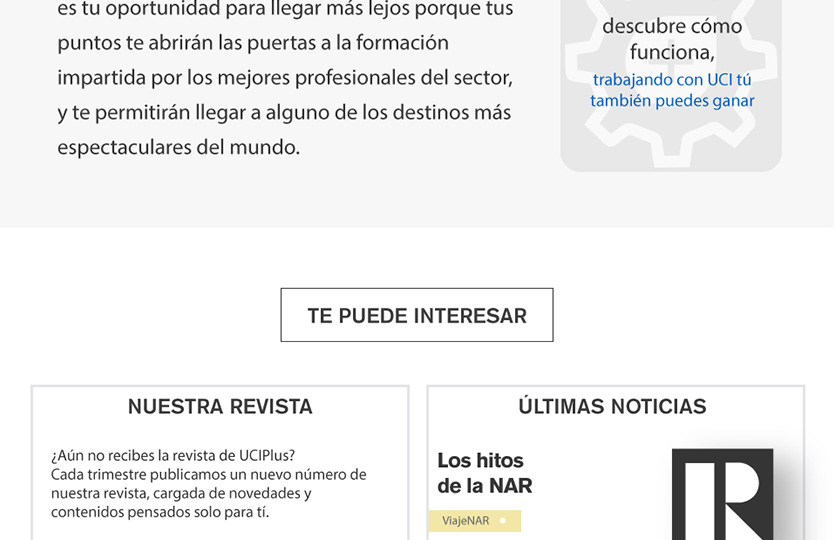 es tu oportunidad para llegar más lejos porque tus
puntos te abrirán las puertas a la formación
impartida por los mejores profesionales del sector,
y te permitirán llegar a alguno de los destinos más
espectaculares del mundo.
descubre cómo
funciona,
trabajando con UCI tú
también puedes ganar
TE PUEDE INTERESAR
NUESTRA REVISTA
¿Aún no recibes la revista de UCIPlus?
Cada trimestre publicamos un nuevo número de
nuestra revista, cargada de novedades y
contenidos pensados solo para tí.
ÚLTIMAS NOTICIAS
Los hitos
de la NAR
ViajeNAR
R